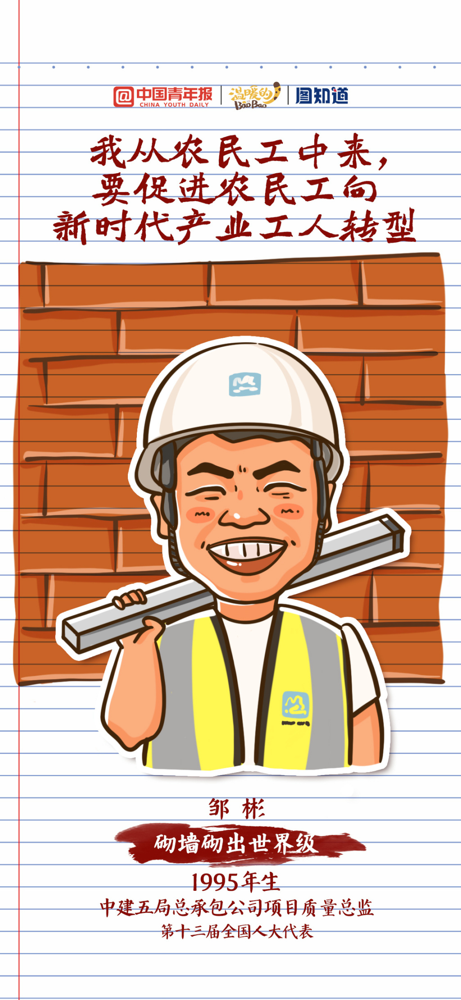 @中国青年报 CHINA YOUTH DAILY
温暖的 BaoBao
图知道
我从农民工中来，
要促进农民工向
新时代产业工人转型
邹 彬
砌墙砌出世界级
1995年生
中建五局总承包公司项目质量总监
第十三届全国人大代表